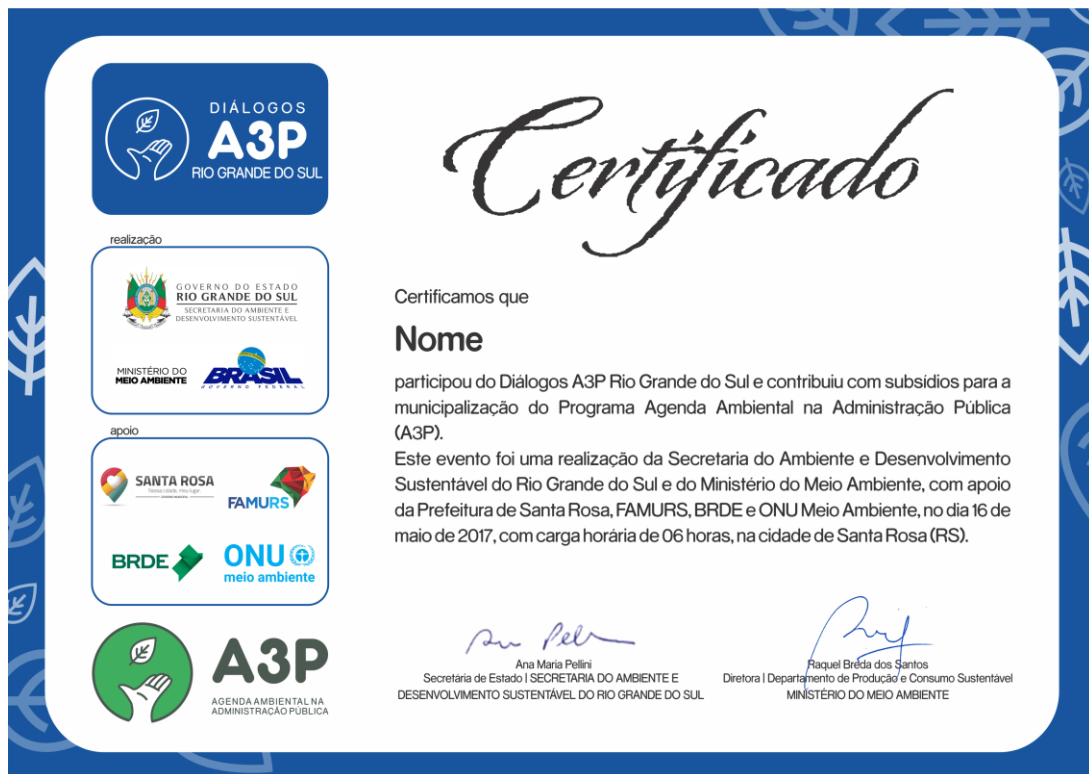 DIÁLOGOS
A3P
RIO GRANDE DO SUL
Certificado
realização
GOVERNO DO ESTADO
RIO GRANDE DO SUL
SECRETARIA DO AMBIENTE E
DESENVOLVIMENTO SUSTENTÁVEL
MINISTÉRIO DO
MEIO AMBIENTE
BRASIL
GOVERNO FEDERAL
apoio
SANTA ROSA
FAMURS
BRDE
ONU
meio ambiente
A3P
AGENDA AMBIENTAL NA
ADMINISTRAÇÃO PÚBLICA
Certificamos que
Nome
participou do Diálogos A3P Rio Grande do Sul e contribuiu com subsídios para a
municipalização do Programa Agenda Ambiental na Administração Pública
(A3P).
Este evento foi uma realização da Secretaria do Ambiente e Desenvolvimento
Sustentável do Rio Grande do Sul e do Ministério do Meio Ambiente, com apoio
da Prefeitura de Santa Rosa, FAMURS, BRDE e ONU Meio Ambiente, no dia 16 de
maio de 2017, com carga horária de 06 horas, na cidade de Santa Rosa (RS).
Ana Maria Pellini
Secretária de Estado | SECRETARIA DO AMBIENTE E
DESENVOLVIMENTO SUSTENTÁVEL DO RIO GRANDE DO SUL
Raquel Breda dos Santos
Diretora | Departamento de Produção e Consumo Sustentável
MINISTÉRIO DO MEIO AMBIENTE